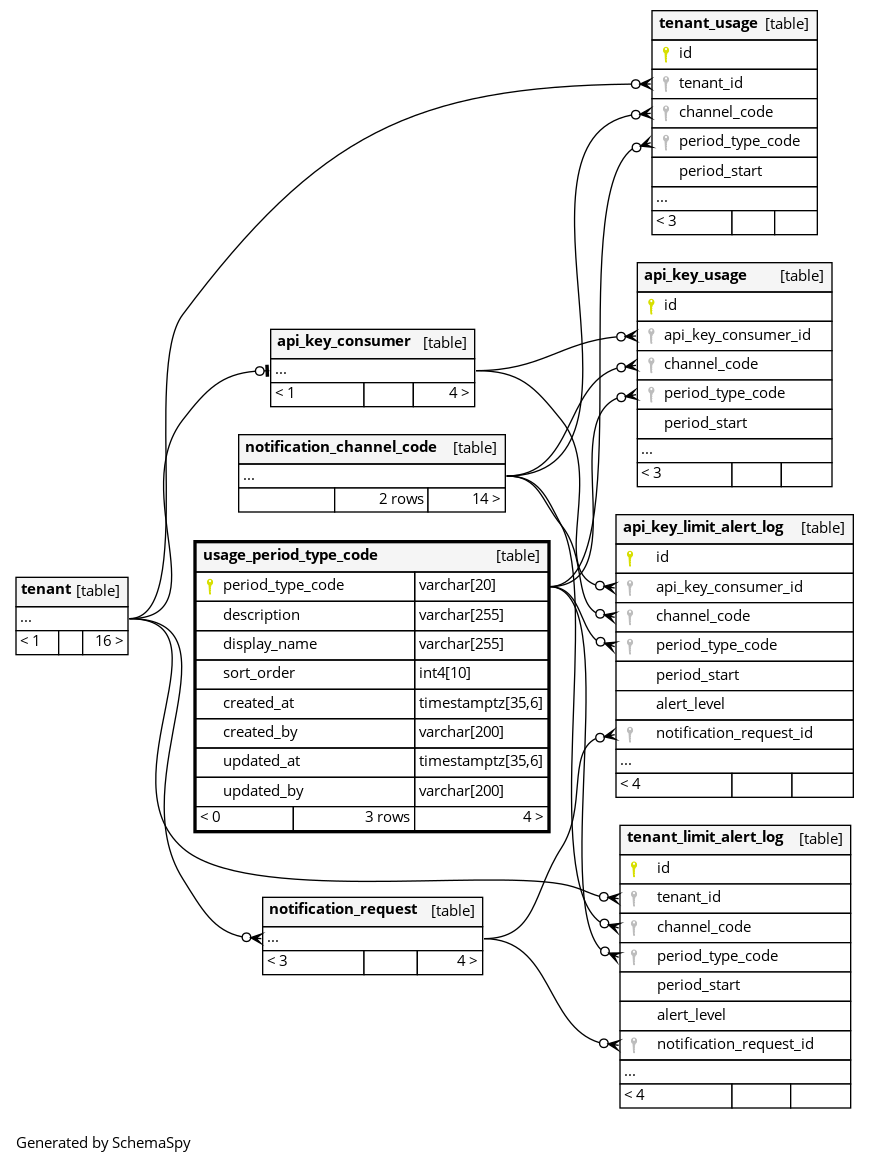 tenant_usage [table]
id
tenant_id
channel_code
period_type_code
period_start
...
< 3
api_key_usage [table]
id
api_key_consumer_id
channel_code
period_type_code
period_start
...
< 3
api_key_consumer [table]
...
< 1 4 >
notification_channel_code [table]
...
2 rows 14 >
usage_period_type_code [table]
period_type_code varchar[20]
description varchar[255]
display_name varchar[255]
sort_order int4[10]
created_at timestamptz[35,6]
created_by varchar[200]
updated_at timestamptz[35,6]
updated_by varchar[200]
< 0 3 rows 4 >
tenant [table]
...
< 1 16 >
api_key_limit_alert_log [table]
id
api_key_consumer_id
channel_code
period_type_code
period_start
alert_level
notification_request_id
...
< 4
notification_request [table]
...
< 3 4 >
tenant_limit_alert_log [table]
id
tenant_id
channel_code
period_type_code
period_start
alert_level
notification_request_id
...
< 4
Generated by SchemaSpy